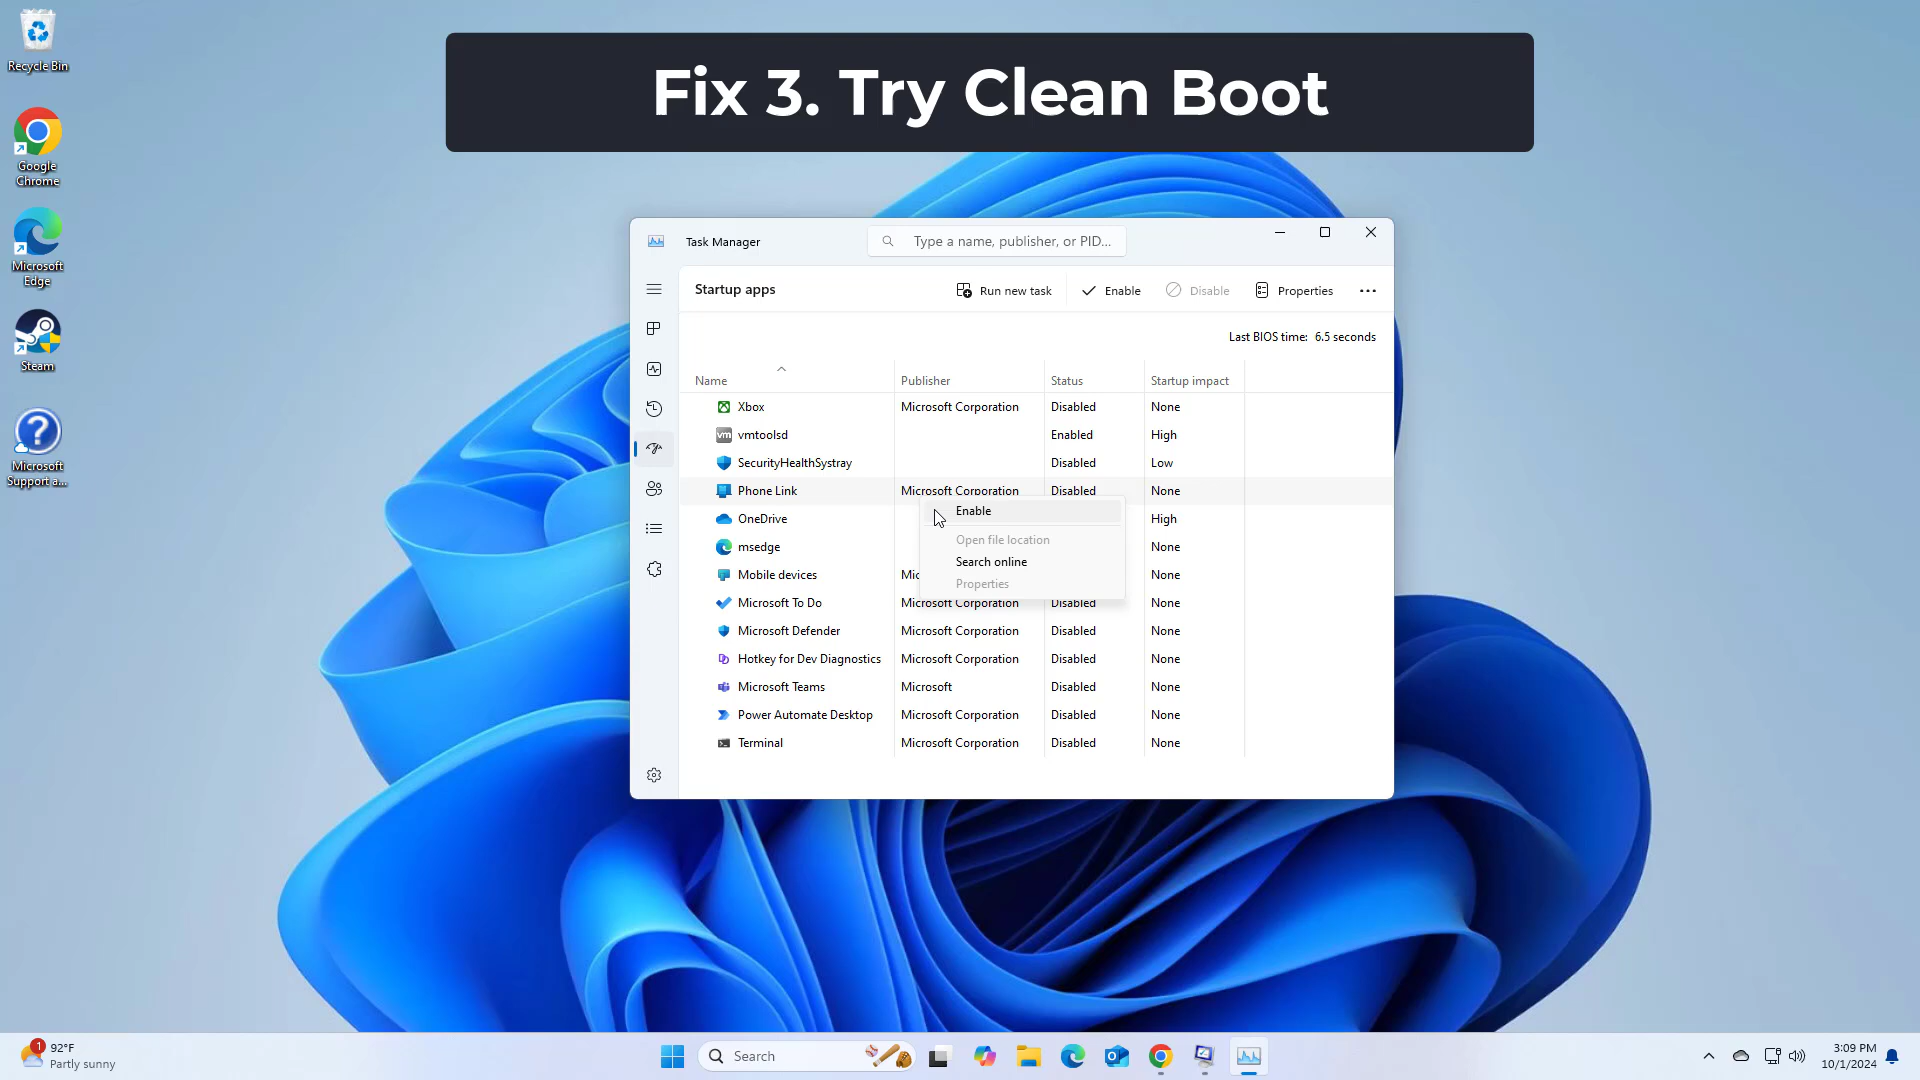 Fix 3. Try Clean Boot
Recycle Bin
Google
Chrome
Microsoft
Edge
Steam
Microsoft
Support a...
Task Manager
Type a name, publisher, or PID...
Startup apps
Run new task
Enable
Disable
Properties
Last BIOS time: 6.5 seconds
Name Publisher Status Startup impact
Xbox Microsoft Corporation Disabled None
vm vmtoolsd Enabled High
SecurityHealthSystray Disabled Low
Phone Link Microsoft Corporation Disabled None
Enable
OneDrive High
Open file location
msedge None
Search online
Mobile devices None
Properties
Microsoft To Do Microsoft Corporation Disabled None
Microsoft Defender Microsoft Corporation Disabled None
Hotkey for Dev Diagnostics Microsoft Corporation Disabled None
Microsoft Teams Microsoft Disabled None
Power Automate Desktop Microsoft Corporation Disabled None
Terminal Microsoft Corporation Disabled None
1
92°F
Partly sunny
Search
3:09 PM
10/1/2024